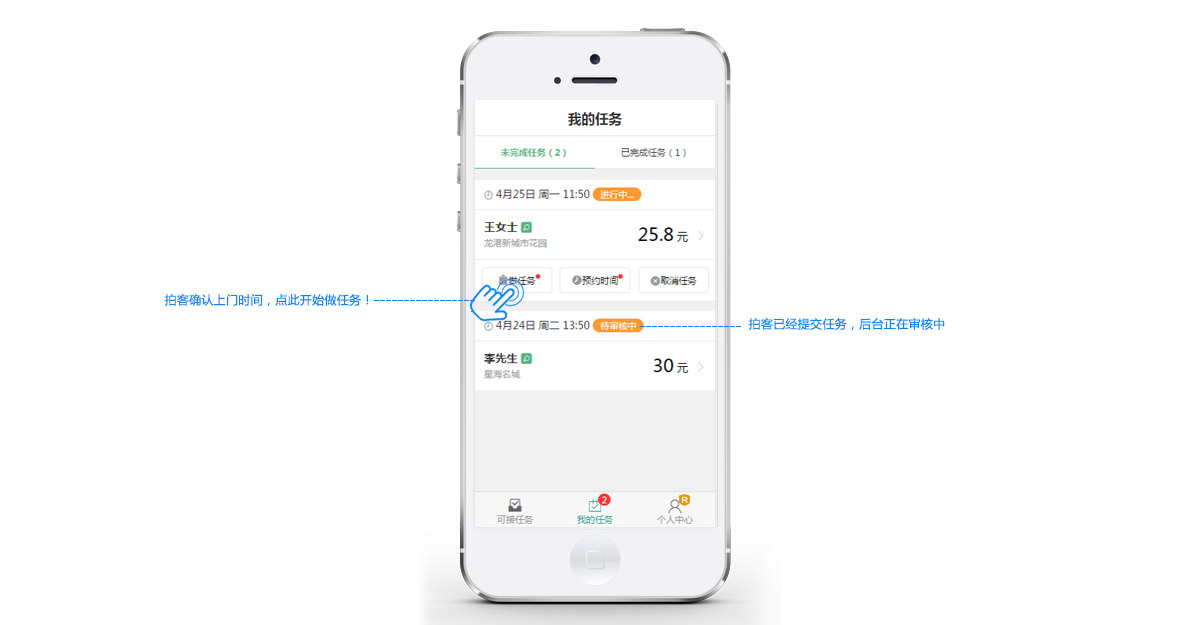 我的任务
未完成任务(2)
已完成任务(1)
4月25日 周一 11:50 进行中...
王女士
龙港新城市花园
25.8 元
做任务
预约时间
取消任务
拍客确认上门时间，点此开始做任务！
4月24日 周二 13:50 待审核中
拍客已经提交任务，后台正在审核中
李先生
星海名城
30 元
可接任务
2
我的任务
R
个人中心